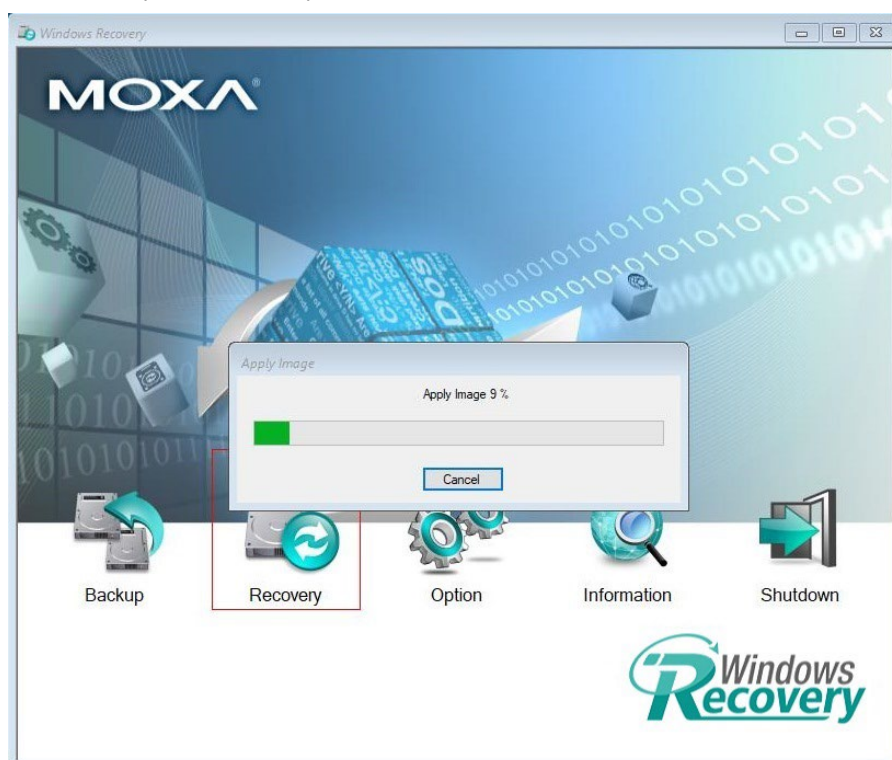 Windows Recovery
MOXA®
Apply Image
Apply Image 9 %
Cancel
Backup
Recovery
Option
Information
Shutdown
Windows
Recovery